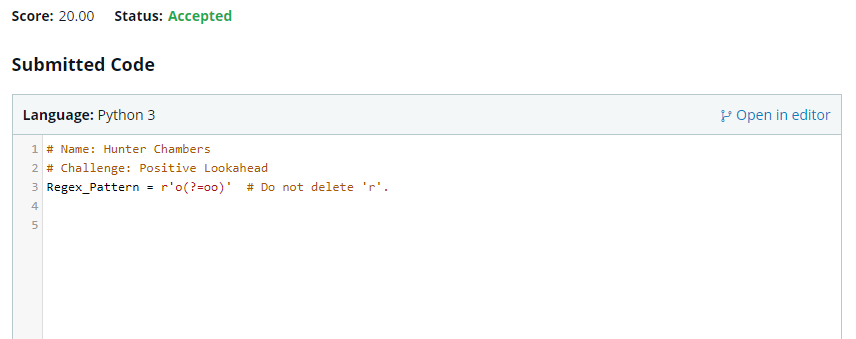 Score: 20.00 Status: Accepted
Submitted Code
Language: Python 3 Open in editor
1 # Name: Hunter Chambers
2 # Challenge: Positive Lookahead
3 Regex_Pattern = r'o(?=oo)'  # Do not delete 'r'.
4
5